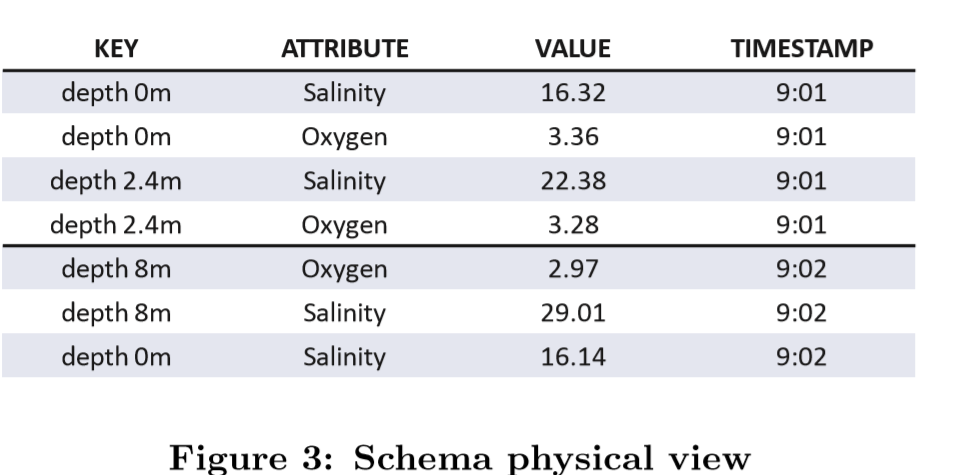 KEY ATTRIBUTE VALUE TIMESTAMP
depth 0m Salinity 16.32 9:01
depth 0m Oxygen 3.36 9:01
depth 2.4m Salinity 22.38 9:01
depth 2.4m Oxygen 3.28 9:01
depth 8m Oxygen 2.97 9:02
depth 8m Salinity 29.01 9:02
depth 0m Salinity 16.14 9:02
Figure 3: Schema physical view